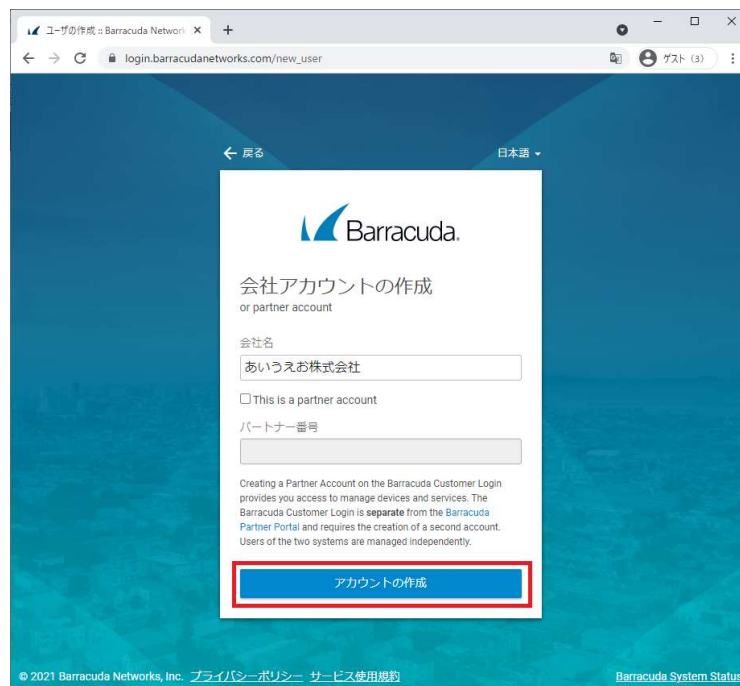 ユーザの作成 :: Barracuda Network
login.barracudanetworks.com/new_user
ゲスト (3)
戻る
日本語
Barracuda.
会社アカウントの作成
or partner account
会社名
あいうえお株式会社
This is a partner account
パートナー番号
Creating a Partner Account on the Barracuda Customer Login
provides you access to manage devices and services. The
Barracuda Customer Login is separate from the Barracuda
Partner Portal and requires the creation of a second account.
Users of the two systems are managed independently.
アカウントの作成
© 2021 Barracuda Networks, Inc. プライバシーポリシー サービス使用規約
Barracuda System Status